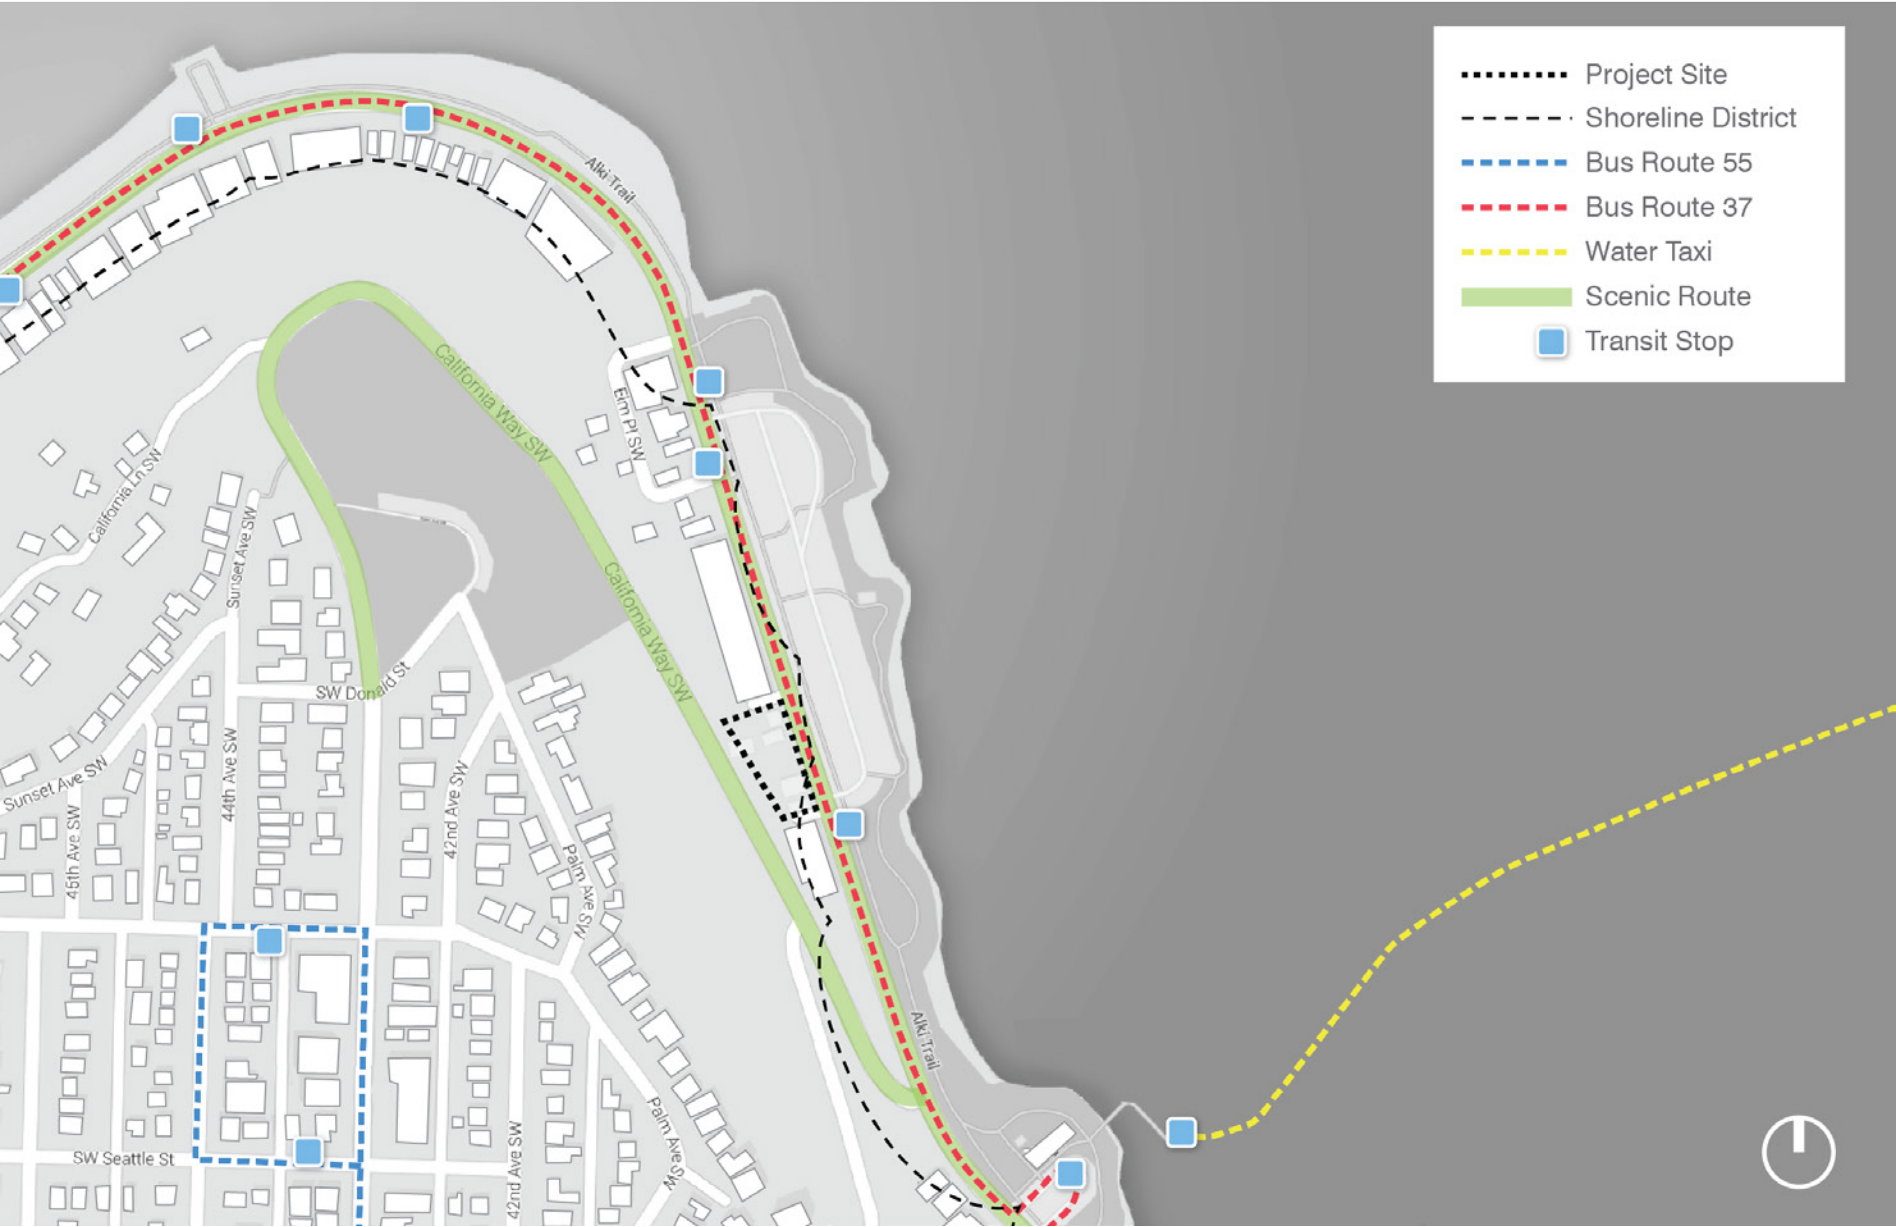 Project Site
Shoreline District
Bus Route 55
Bus Route 37
Water Taxi
Scenic Route
Transit Stop
Alki Trail
California Way SW
Elm Pl SW
California Ln SW
Sunset Ave SW
California Way SW
SW Donald St
Sunset Ave SW
44th Ave SW
42nd Ave SW
45th Ave SW
Palm Ave SW
Alki Trail
SW Seattle St
42nd Ave SW
Palm Ave SW